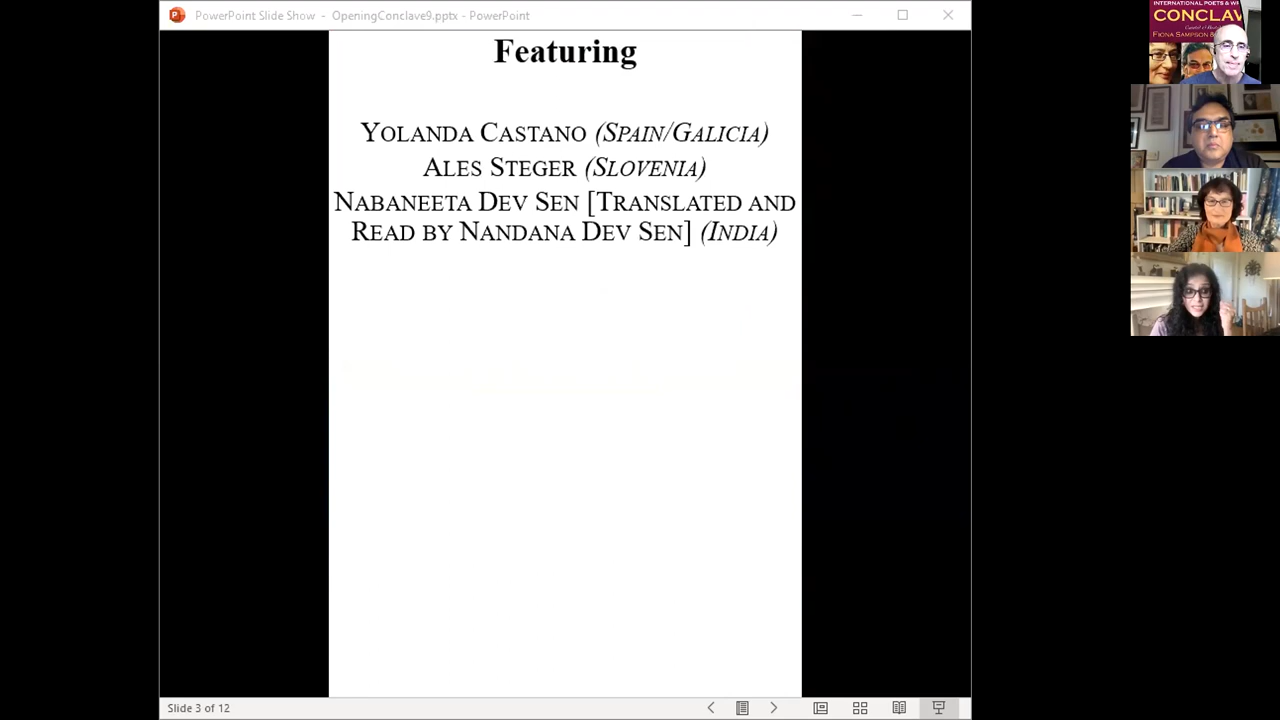 PowerPoint Slide Show - OpeningConclave9.pptx - PowerPoint
Featuring
YOLANDA CASTANO (SPAIN/GALICIA)
ALES STEGER (SLOVENIA)
NABANEETA DEV SEN [TRANSLATED AND
READ BY NANDANA DEV SEN] (INDIA)
Slide 3 of 12
INTERNATIONAL POETS & WR
CONCLAV
FIONA SAMPSON &